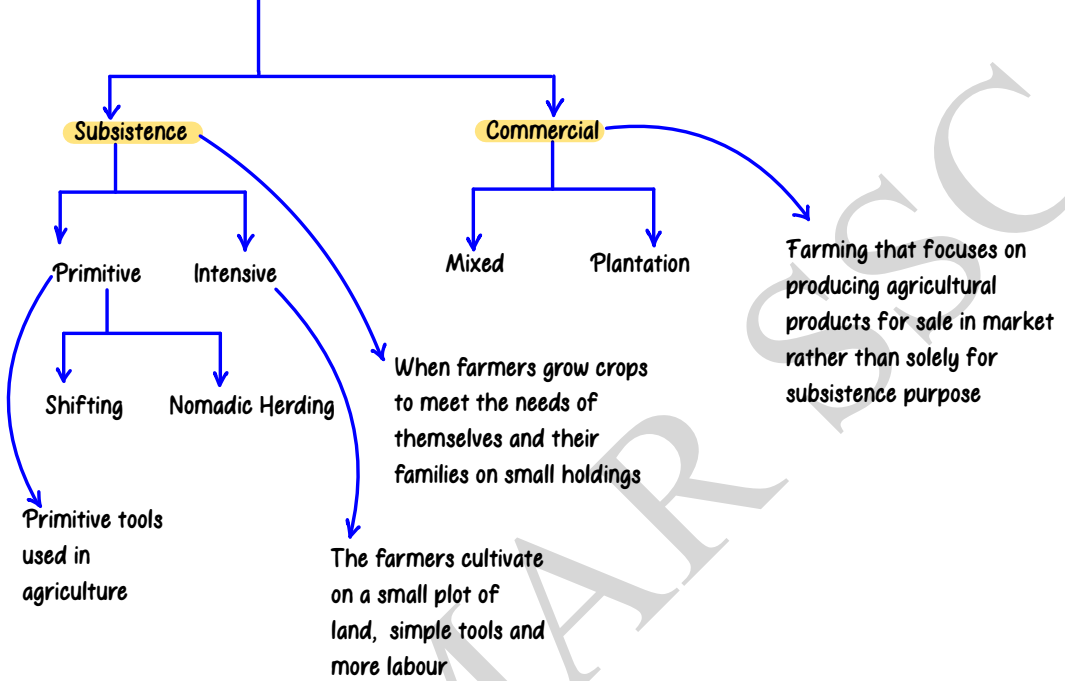 Subsistence
Commercial
Primitive
Intensive
Mixed
Plantation
Farming that focuses on
producing agricultural
products for sale in market
rather than solely for
subsistence purpose
Shifting
Nomadic Herding
When farmers grow crops
to meet the needs of
themselves and their
families on small holdings
Primitive tools
used in
agriculture
The farmers cultivate
on a small plot of
land, simple tools and
more labour
MAR SSC